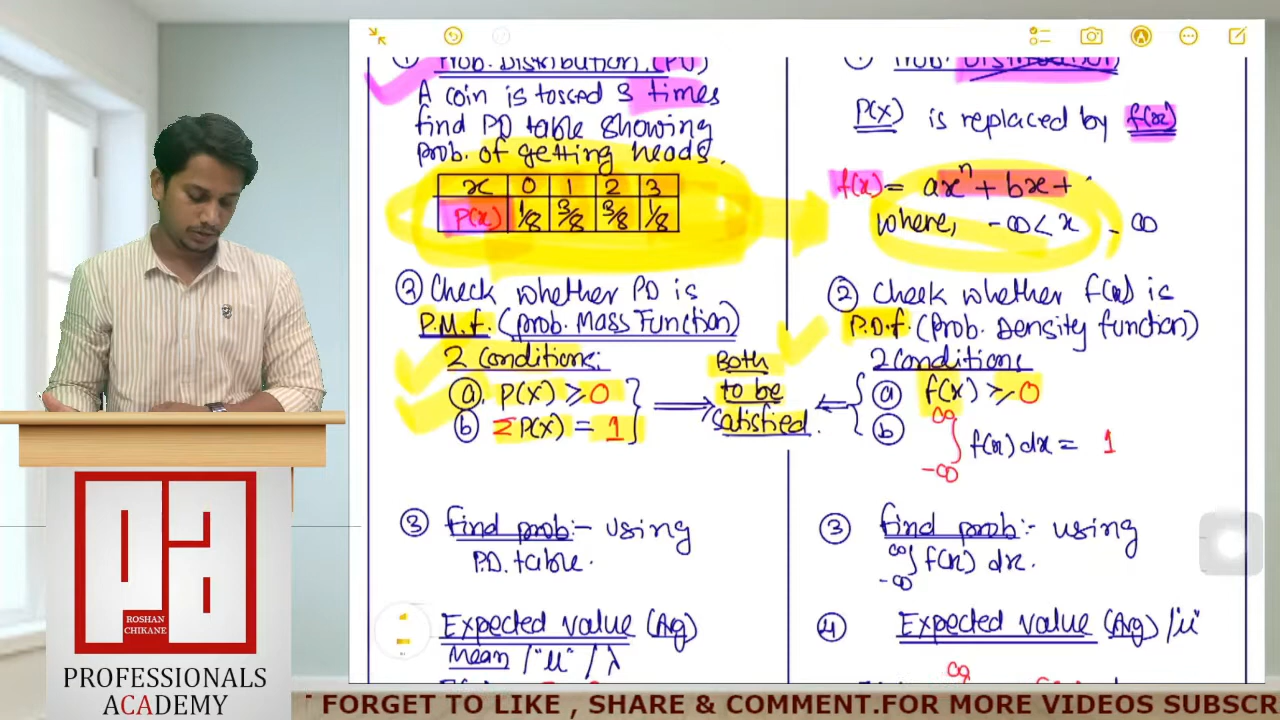 ① Prob. Distribution. (PD)
A coin is tossed 3 times
find PD table showing
prob. of getting heads.
x 0 1 2 3
P(x) 1/8 3/8 3/8 1/8
② Check whether PD is
P.M.f. (prob. Mass Function)
2 conditions:
ⓐ. P(x) ⩾ 0
ⓑ ΣP(x) = 1
Both
to be
satisfied.
③ find prob:- using
P.D. table.
Expected value (Avg)
Mean / "μ" / λ
Prob. Distribution
P(x) is replaced by f(x)
f(x) = ax^n + bx +
where, -∞ < x - ∞
② Check whether f(x) is
P.D.f. (prob. Density function)
2 conditions
ⓐ f(x) ⩾ 0
ⓑ ∫_{-∞}^{∞} f(x) dx = 1
③ find prob:- using
∫_{-∞}^{∞} f(x) dx.
④ Expected value (Avg) / "μ"
ROSHAN
CHIKANE
PROFESSIONALS
ACADEMY
FORGET TO LIKE , SHARE & COMMENT.FOR MORE VIDEOS SUBSCR